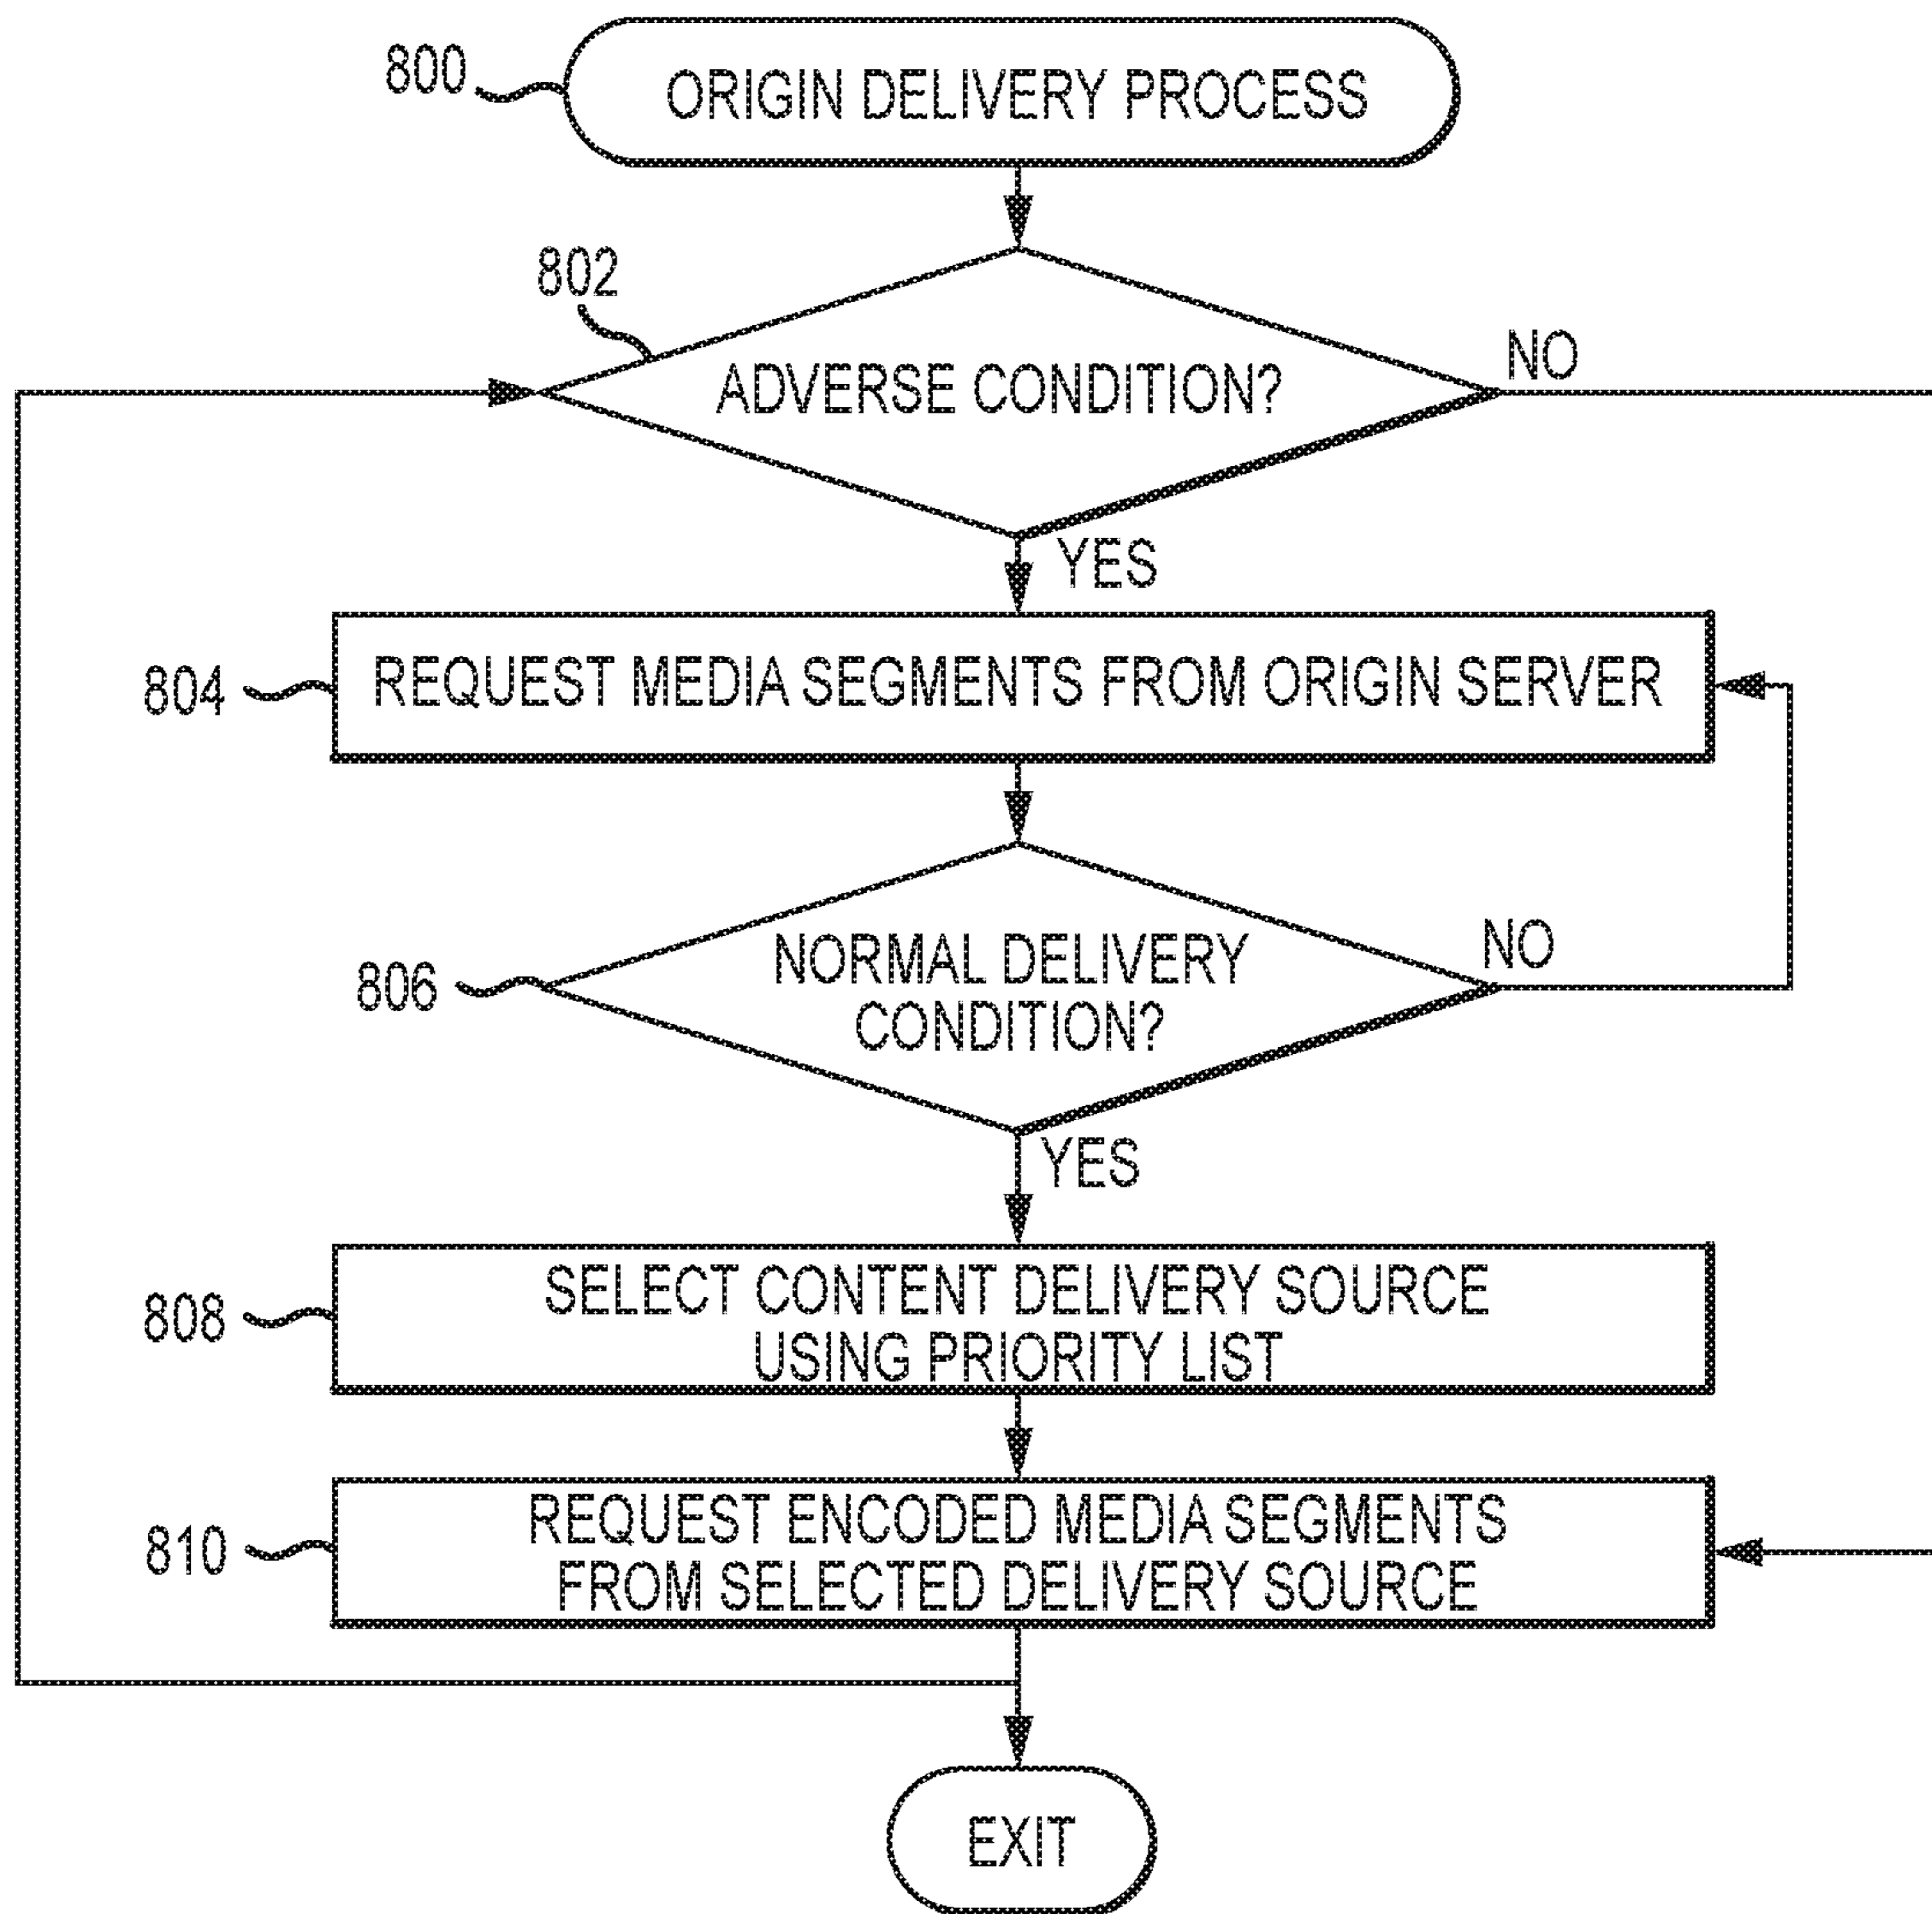 800
ORIGIN DELIVERY PROCESS
802
ADVERSE CONDITION?
NO
YES
804
REQUEST MEDIA SEGMENTS FROM ORIGIN SERVER
806
NORMAL DELIVERY
CONDITION?
NO
YES
808
SELECT CONTENT DELIVERY SOURCE
USING PRIORITY LIST
810
REQUEST ENCODED MEDIA SEGMENTS
FROM SELECTED DELIVERY SOURCE
EXIT